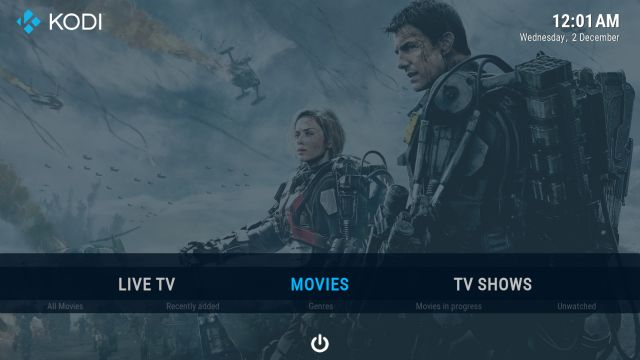 KODI
12:01 AM
Wednesday, 2 December
LIVE TV MOVIES TV SHOWS
All Movies Recently added Genres Movies in progress Unwatched